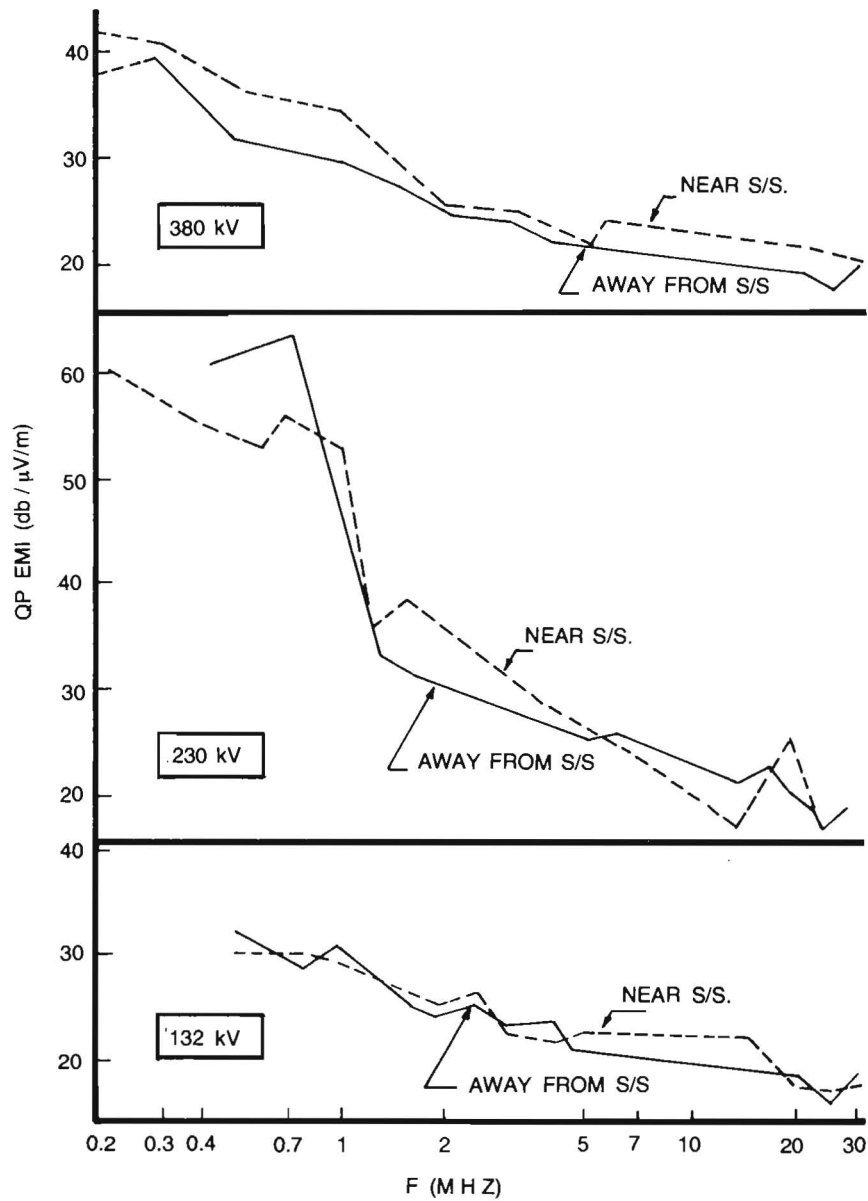 40
30
20
380 kV
NEAR S/S.
AWAY FROM S/S
60
50
40
30
20
230 kV
NEAR S/S.
AWAY FROM S/S
QP EMI (db / μV/m)
40
30
20
132 kV
NEAR S/S.
AWAY FROM S/S
0.2 0.3 0.4 0.7 1 2 5 7 10 20 30
F (M H Z)